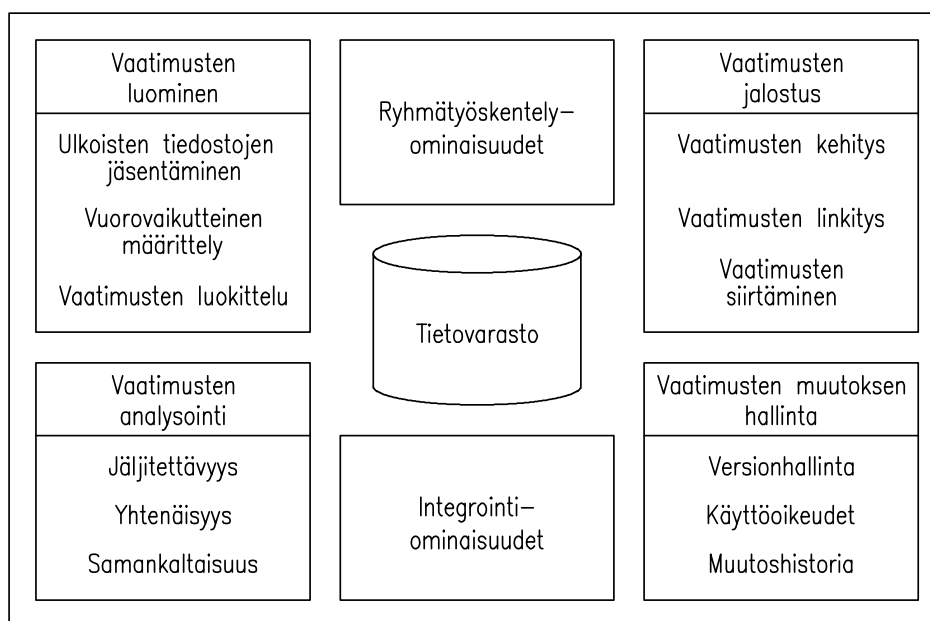 Vaatimusten
luominen
Ulkoisten tiedostojen
jäsentäminen
Vuorovaikutteinen
määrittely
Vaatimusten luokittelu
Ryhmätyöskentely-
ominaisuudet
Vaatimusten
jalostus
Vaatimusten kehitys
Vaatimusten linkitys
Vaatimusten
siirtäminen
Tietovarasto
Vaatimusten
analysointi
Jäljitettävyys
Yhtenäisyys
Samankaltaisuus
Integrointi-
ominaisuudet
Vaatimusten muutoksen
hallinta
Versionhallinta
Käyttöoikeudet
Muutoshistoria